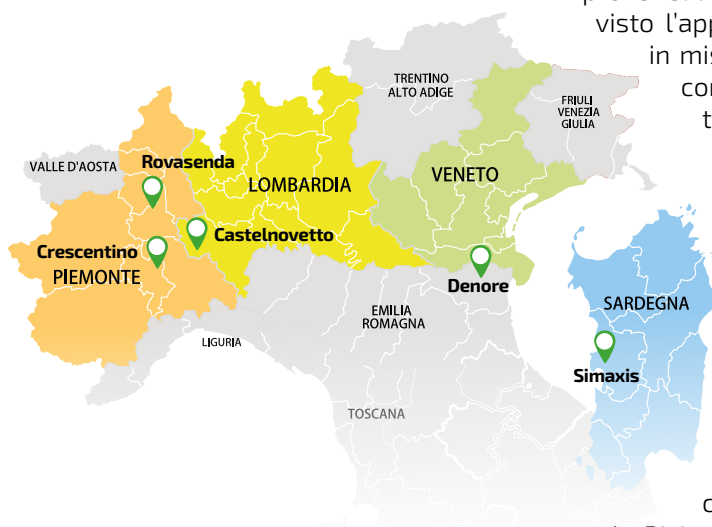 visto l'app
in mis
con
t
TRENTINO
ALTO ADIGE
FRIULI
VENEZIA
GIULIA
VALLE D'AOSTA
Rovasenda
LOMBARDIA
VENETO
Castelnovetto
Crescentino
PIEMONTE
Denore
SARDEGNA
EMILIA
ROMAGNA
LIGURIA
Simaxis
TOSCANA